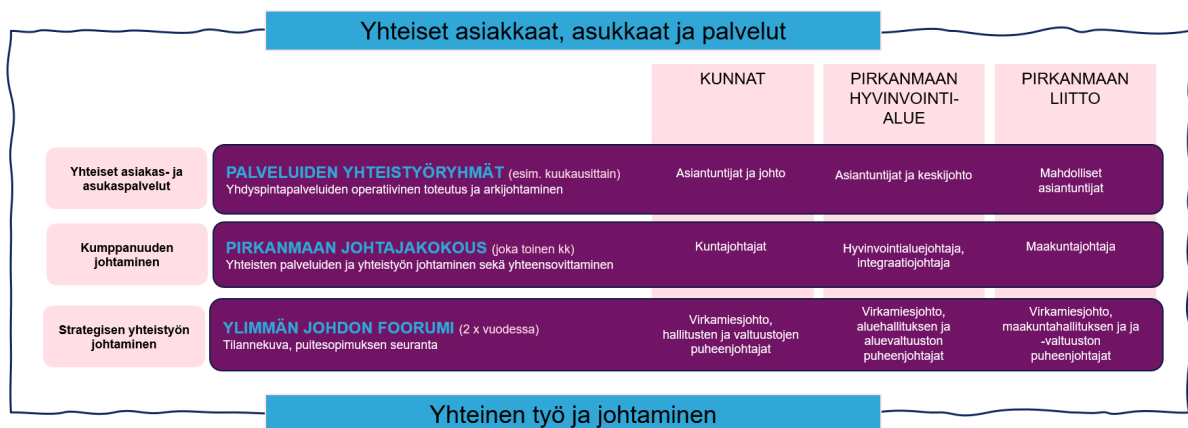 Yhteiset asiakkaat, asukkaat ja palvelut
KUNNAT
PIRKANMAAN
HYVINVOINTI-
ALUE
PIRKANMAAN
LIITTO
Yhteiset asiakas- ja
asukaspalvelut
PALVELUIDEN YHTEISTYÖRYHMÄT (esim. kuukausittain)
Yhdyspintapalveluiden operatiivinen toteutus ja arkijohtaminen
Asiantuntijat ja johto
Asiantuntijat ja keskijohto
Mahdolliset
asiantuntijat
Kumppanuuden
johtaminen
PIRKANMAAN JOHTAJAKOKOUS (joka toinen kk)
Yhteisten palveluiden ja yhteistyön johtaminen sekä yhteensovittaminen
Kuntajohtajat
Hyvinvointialuejohtaja,
integraatiojohtaja
Maakuntajohtaja
Strategisen yhteistyön
johtaminen
YLIMMÄN JOHDON FOORUMI (2 x vuodessa)
Tilannekuva, puitesopimuksen seuranta
Virkamiesjohto,
hallitusten ja valtuustojen
puheenjohtajat
Virkamiesjohto,
aluehallituksen ja
aluevaltuuston
puheenjohtajat
Virkamiesjohto,
maakuntahallituksen ja ja
-valtuuston
puheenjohtajat
Yhteinen työ ja johtaminen